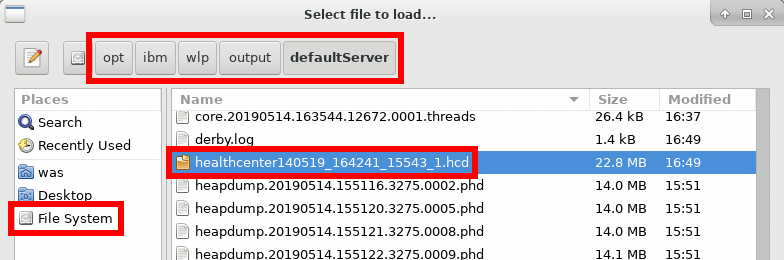 Select file to load...
opt ibm wlp output defaultServer
Places Name Size Modified
Search core.20190514.163544.12672.0001.threads 26.4 kB 16:37
Recently Used derby.log 1.4 kB 16:49
was healthcenter140519_164241_15543_1.hcd 22.8 MB 16:49
Desktop heapdump.20190514.155116.3275.0002.phd 14.0 MB 15:51
File System heapdump.20190514.155120.3275.0005.phd 14.0 MB 15:51
heapdump.20190514.155121.3275.0008.phd 14.0 MB 15:51
heapdump.20190514.155122.3275.0009.phd 14.1 MB 15:51